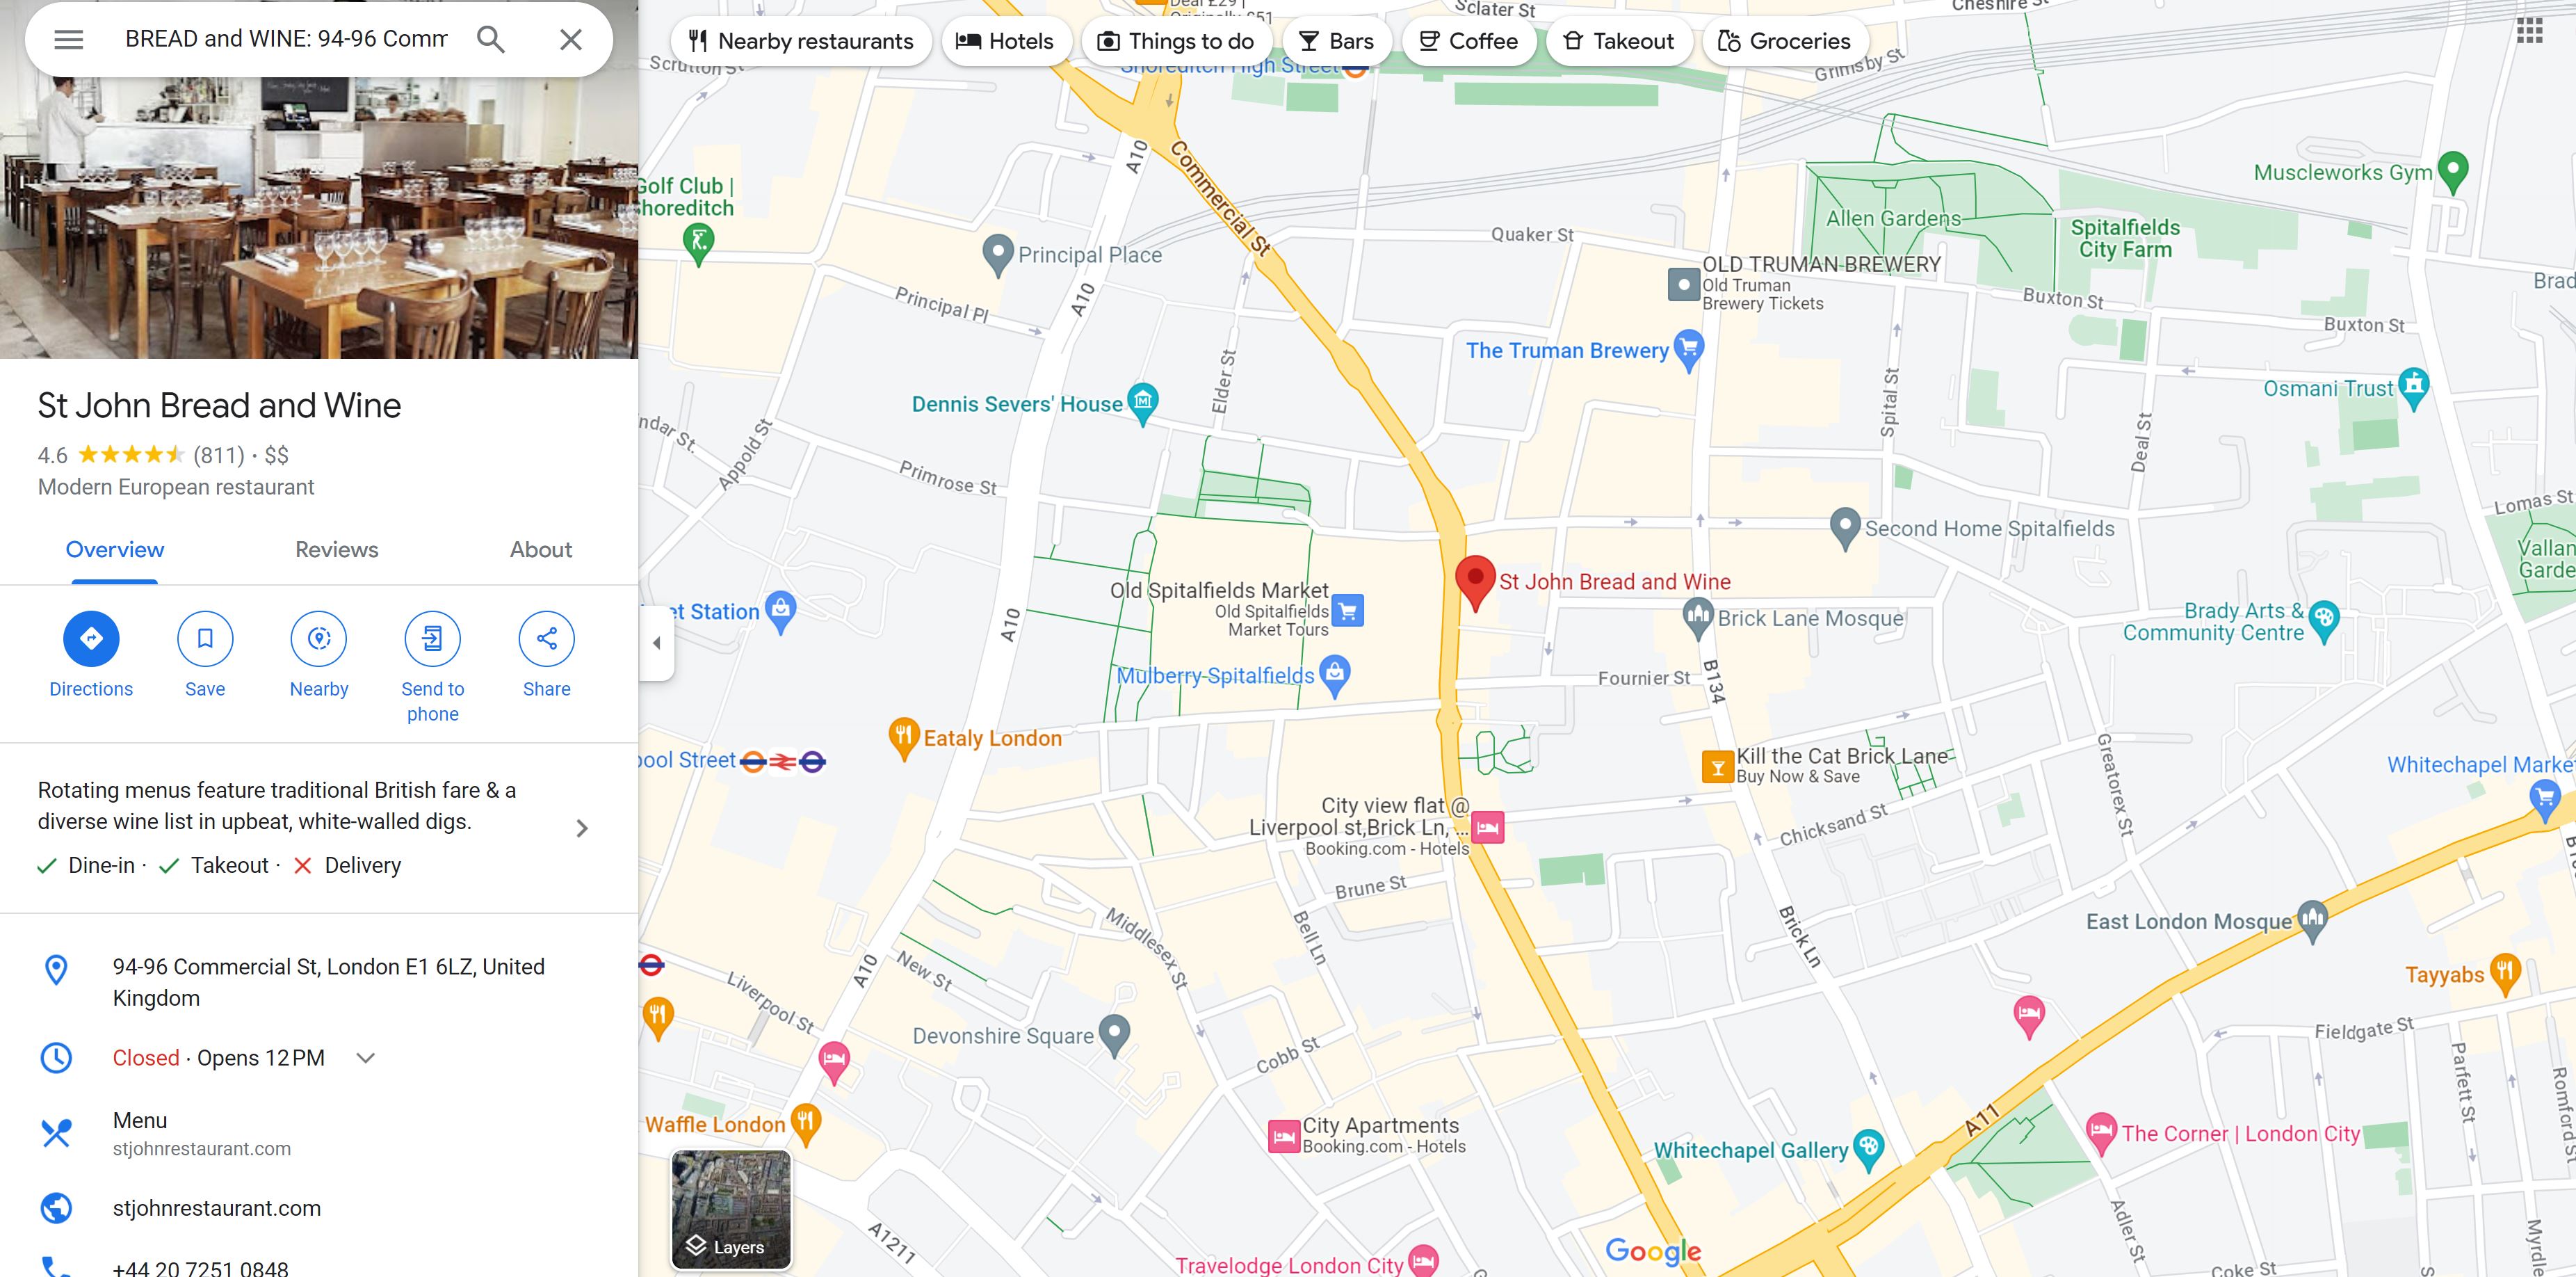 BREAD and WINE: 94-96 Comm
St John Bread and Wine
4.6 (811) · $$
Modern European restaurant
Overview
Reviews
About
Directions
Save
Nearby
Send to
phone
Share
Rotating menus feature traditional British fare & a
diverse wine list in upbeat, white-walled digs.
Dine-in · Takeout · Delivery
94-96 Commercial St, London E1 6LZ, United
Kingdom
Closed · Opens 12 PM
Menu
stjohnrestaurant.com
stjohnrestaurant.com
+44 20 7251 0848
Nearby restaurants
Hotels
Things to do
Bars
Coffee
Takeout
Groceries
Sclater St
Cheshire St
Scrutton St
Shoreditch High Street
Grimsby St
A10
Commercial St
Golf Club |
Shoreditch
Principal Place
Quaker St
Allen Gardens
Spitalfields
City Farm
Muscleworks Gym
OLD TRUMAN BREWERY
Old Truman
Brewery Tickets
Buxton St
Buxton St
Brad
Principal Pl
A10
The Truman Brewery
Elder St
Spital St
Deal St
Osmani Trust
Dennis Severs' House
ndar St.
Appold St
Primrose St
Second Home Spitalfields
Lomas St
Vallan
Garde
St John Bread and Wine
Old Spitalfields Market
Old Spitalfields
Market Tours
et Station
A10
Brick Lane Mosque
Brady Arts &
Community Centre
Mulberry Spitalfields
Fournier St
B134
Eataly London
pool Street
Kill the Cat Brick Lane
Buy Now & Save
Greatorex St
Whitechapel Marke
City view flat @
Liverpool st,Brick Ln, ...
Booking.com - Hotels
Chicksand St
Brune St
Bell Ln
Middlesex St
Brick Ln
East London Mosque
New St
A10
Liverpool St
Tayyabs
Devonshire Square
Cobb St
Fieldgate St
Parfett St
Romford St
Waffle London
City Apartments
Booking.com - Hotels
A11
Whitechapel Gallery
The Corner | London City
Adler St
Myrdle
Layers
A1211
Google
Travelodge London City
Coke St